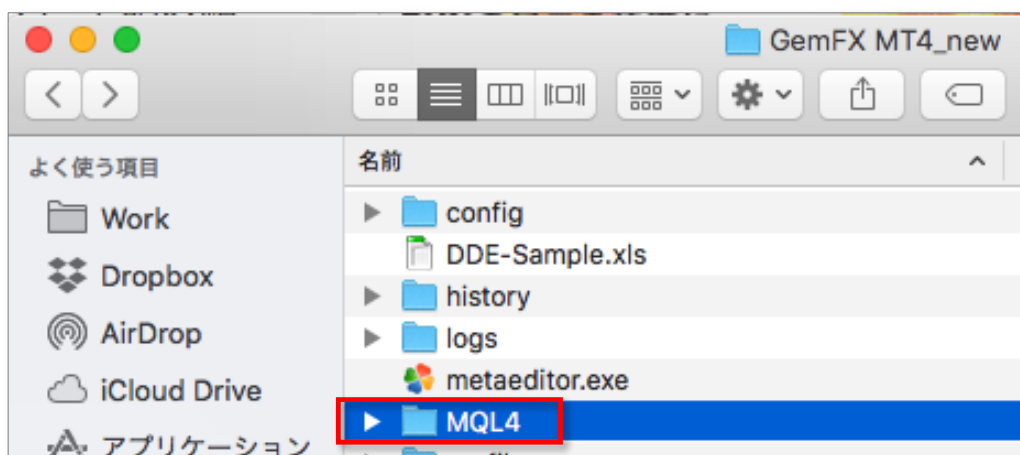 GemFX MT4_new
よく使う項目
Work
Dropbox
AirDrop
iCloud Drive
アプリケーション
名前
config
DDE-Sample.xls
history
logs
metaeditor.exe
MQL4